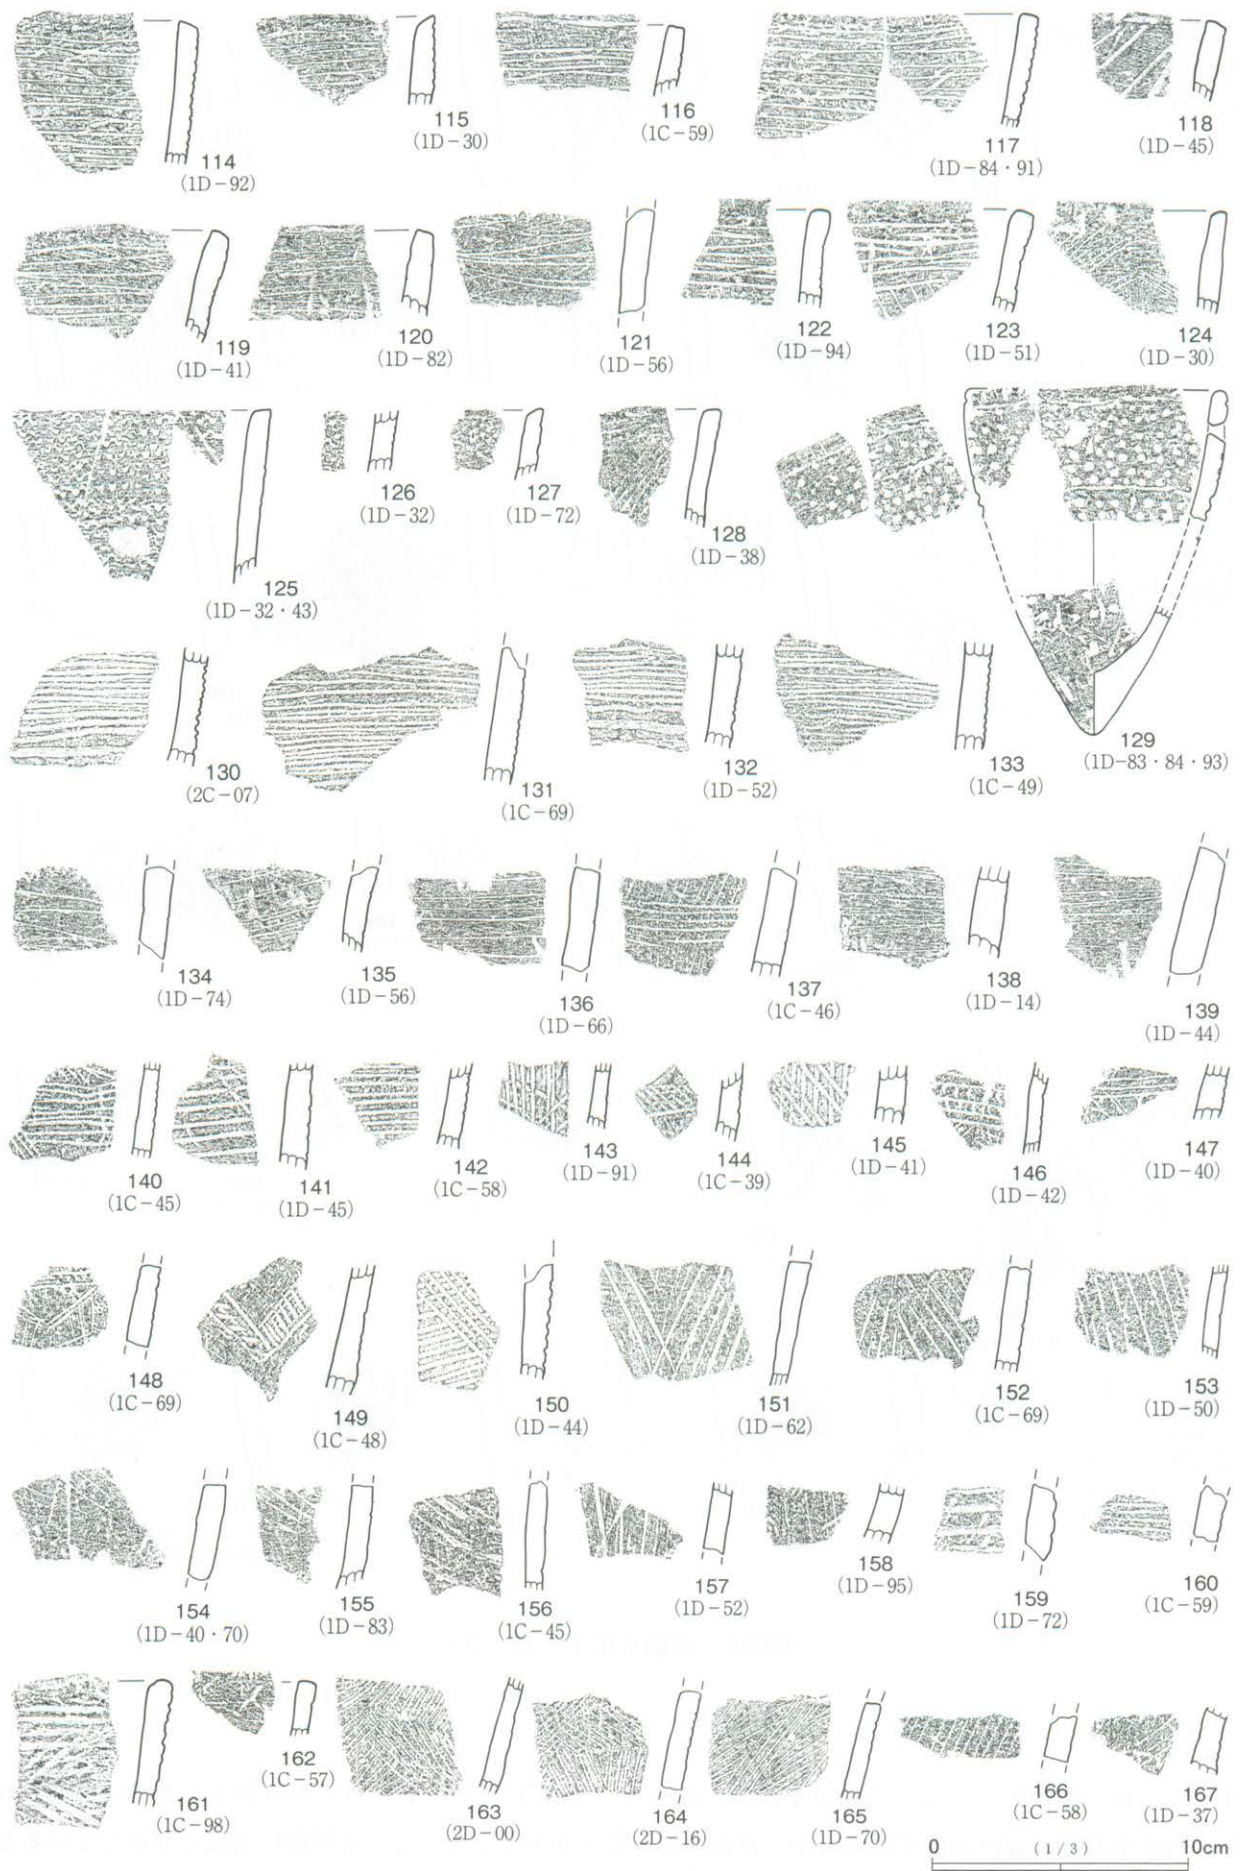 114
(1D-92)
115
(1D-30)
116
(1C-59)
117
(1D-84・91)
118
(1D-45)
119
(1D-41)
120
(1D-82)
121
(1D-56)
122
(1D-94)
123
(1D-51)
124
(1D-30)
125
(1D-32・43)
126
(1D-32)
127
(1D-72)
128
(1D-38)
129
(1D-83・84・93)
130
(2C-07)
131
(1C-69)
132
(1D-52)
133
(1C-49)
134
(1D-74)
135
(1D-56)
136
(1D-66)
137
(1C-46)
138
(1D-14)
139
(1D-44)
140
(1C-45)
141
(1D-45)
142
(1C-58)
143
(1D-91)
144
(1C-39)
145
(1D-41)
146
(1D-42)
147
(1D-40)
148
(1C-69)
149
(1C-48)
150
(1D-44)
151
(1D-62)
152
(1C-69)
153
(1D-50)
154
(1D-40・70)
155
(1D-83)
156
(1C-45)
157
(1D-52)
158
(1D-95)
159
(1D-72)
160
(1C-59)
161
(1C-98)
162
(1C-57)
163
(2D-00)
164
(2D-16)
165
(1D-70)
166
(1C-58)
167
(1D-37)
0 (1/3) 10cm